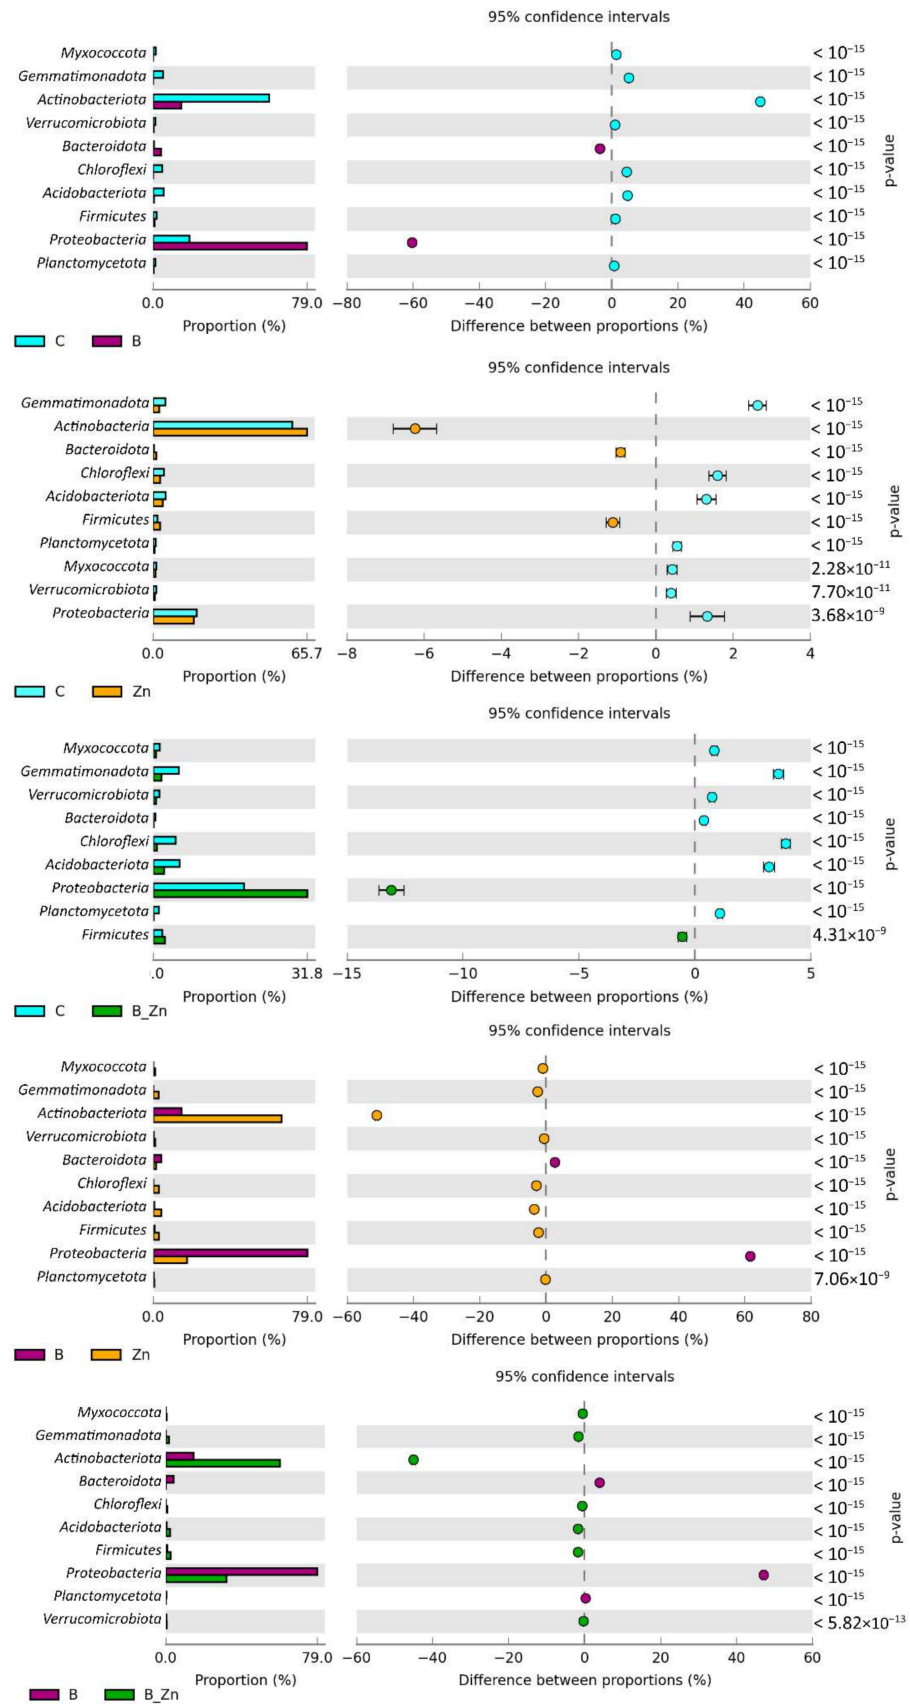 95% confidence intervals
Myxococcota < 10⁻¹⁵
Gemmatimonadota < 10⁻¹⁵
Actinobacteriota < 10⁻¹⁵
Verrucomicrobiota < 10⁻¹⁵
Bacteroidota < 10⁻¹⁵
Chloroflexi < 10⁻¹⁵
Acidobacteriota < 10⁻¹⁵
Firmicutes < 10⁻¹⁵
Proteobacteria < 10⁻¹⁵
Planctomycetota < 10⁻¹⁵
p-value
0.0 79.0 −80 −60 −40 −20 0 20 40 60
Proportion (%) Difference between proportions (%)
C B
95% confidence intervals
Gemmatimonadota < 10⁻¹⁵
Actinobacteria < 10⁻¹⁵
Bacteroidota < 10⁻¹⁵
Chloroflexi < 10⁻¹⁵
Acidobacteriota < 10⁻¹⁵
Firmicutes < 10⁻¹⁵
Planctomycetota < 10⁻¹⁵
Myxococcota 2.28×10⁻¹¹
Verrucomicrobiota 7.70×10⁻¹¹
Proteobacteria 3.68×10⁻⁹
p-value
0.0 65.7 −8 −6 −4 −2 0 2 4
Proportion (%) Difference between proportions (%)
C Zn
95% confidence intervals
Myxococcota < 10⁻¹⁵
Gemmatimonadota < 10⁻¹⁵
Verrucomicrobiota < 10⁻¹⁵
Bacteroidota < 10⁻¹⁵
Chloroflexi < 10⁻¹⁵
Acidobacteriota < 10⁻¹⁵
Proteobacteria < 10⁻¹⁵
Planctomycetota < 10⁻¹⁵
Firmicutes 4.31×10⁻⁹
p-value
.0 31.8 −15 −10 −5 0 5
Proportion (%) Difference between proportions (%)
C B_Zn
95% confidence intervals
Myxococcota < 10⁻¹⁵
Gemmatimonadota < 10⁻¹⁵
Actinobacteriota < 10⁻¹⁵
Verrucomicrobiota < 10⁻¹⁵
Bacteroidota < 10⁻¹⁵
Chloroflexi < 10⁻¹⁵
Acidobacteriota < 10⁻¹⁵
Firmicutes < 10⁻¹⁵
Proteobacteria < 10⁻¹⁵
Planctomycetota 7.06×10⁻⁹
p-value
0.0 79.0 −60 −40 −20 0 20 40 60 80
Proportion (%) Difference between proportions (%)
B Zn
95% confidence intervals
Myxococcota < 10⁻¹⁵
Gemmatimonadota < 10⁻¹⁵
Actinobacteriota < 10⁻¹⁵
Bacteroidota < 10⁻¹⁵
Chloroflexi < 10⁻¹⁵
Acidobacteriota < 10⁻¹⁵
Firmicutes < 10⁻¹⁵
Proteobacteria < 10⁻¹⁵
Planctomycetota < 10⁻¹⁵
Verrucomicrobiota < 5.82×10⁻¹³
p-value
0.0 79.0 −60 −40 −20 0 20 40 60
Proportion (%) Difference between proportions (%)
B B_Zn